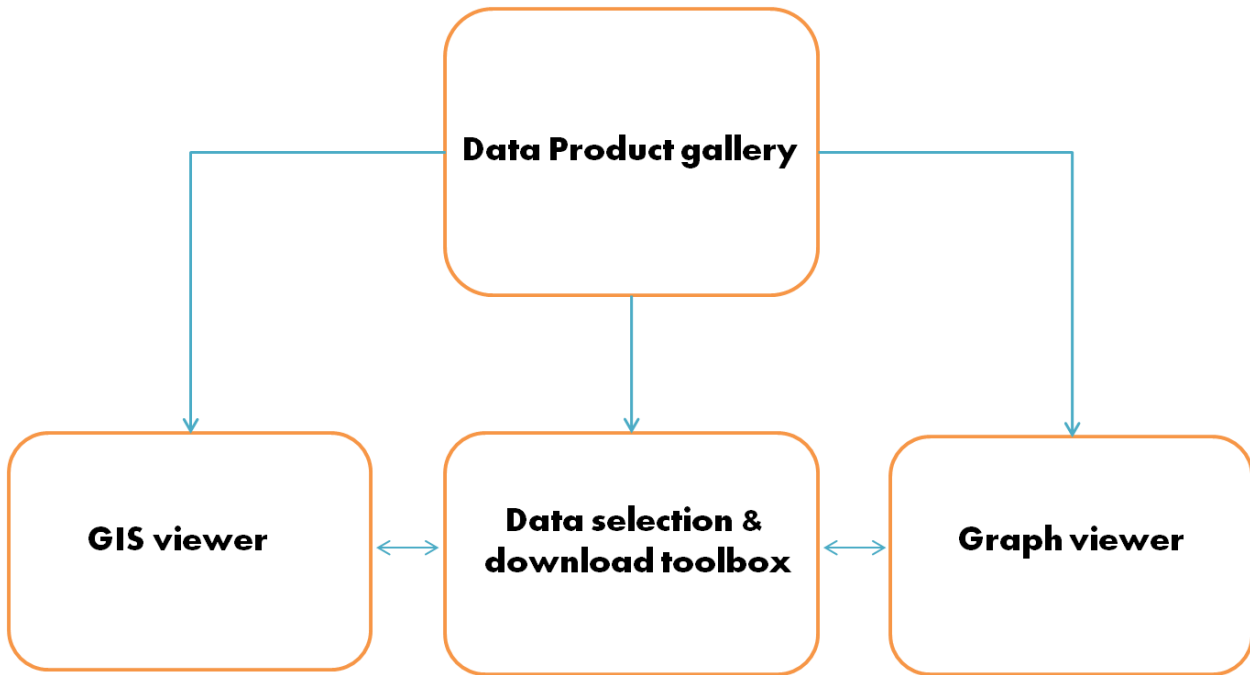 Data Product gallery
GIS viewer
Data selection &
download toolbox
Graph viewer